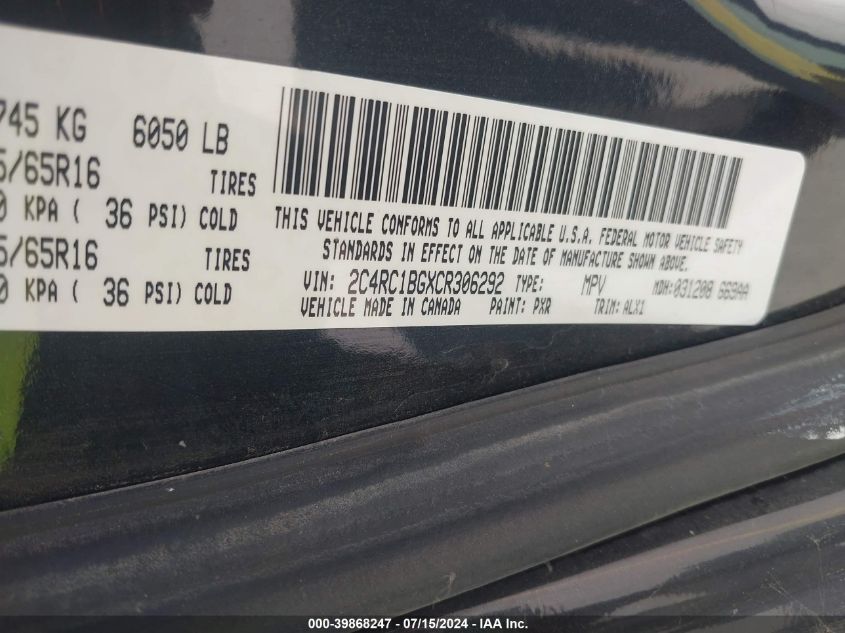 745 KG 6050 LB
5/65R16 TIRES
0 KPA ( 36 PSI) COLD
5/65R16 TIRES
0 KPA ( 36 PSI) COLD
THIS VEHICLE CONFORMS TO ALL APPLICABLE U.S.A. FEDERAL MOTOR VEHICLE SAFETY
STANDARDS IN EFFECT ON THE DATE OF MANUFACTURE SHOWN ABOVE.
VIN: 2C4RC1BGXCR306292 TYPE: MPV MDH:031208 669AA
VEHICLE MADE IN CANADA PAINT: PXR TRIM: ALX1
000-39868247 - 07/15/2024 - IAA Inc.